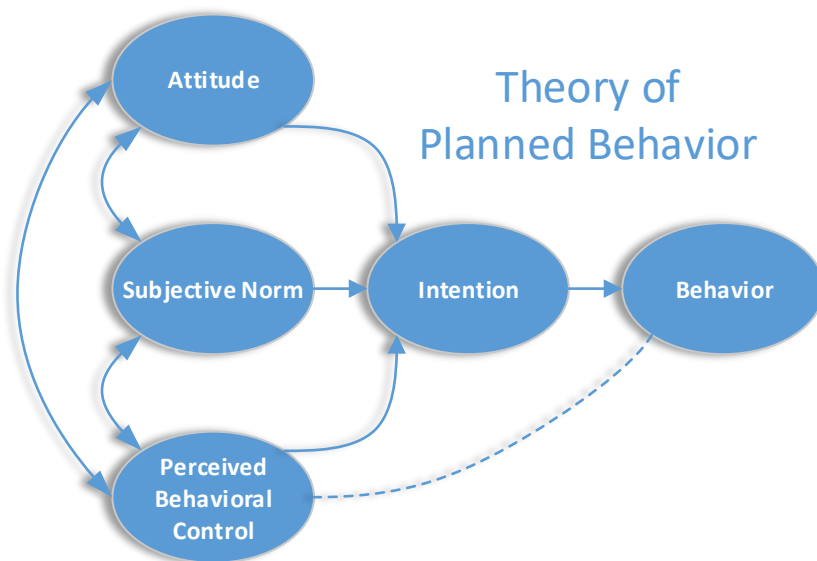 Attitude
Theory of
Planned Behavior
Subjective Norm
Intention
Behavior
Perceived
Behavioral
Control